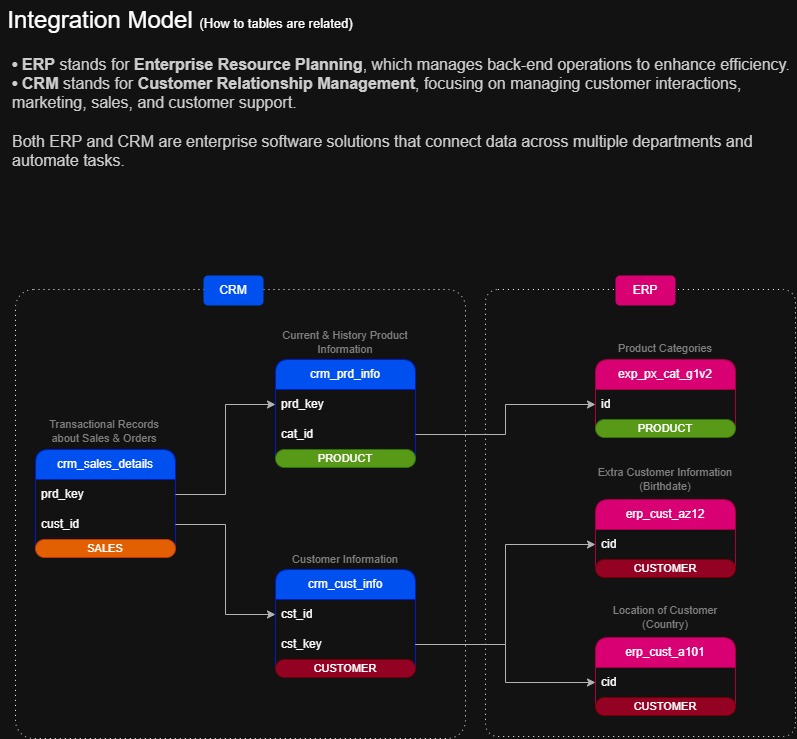 Integration Model (How to tables are related)
• ERP stands for Enterprise Resource Planning, which manages back-end operations to enhance efficiency.
• CRM stands for Customer Relationship Management, focusing on managing customer interactions,
marketing, sales, and customer support.
Both ERP and CRM are enterprise software solutions that connect data across multiple departments and
automate tasks.
CRM
Transactional Records
about Sales & Orders
crm_sales_details
prd_key
cust_id
SALES
Current & History Product
Information
crm_prd_info
prd_key
cat_id
PRODUCT
Customer Information
crm_cust_info
cst_id
cst_key
CUSTOMER
ERP
Product Categories
exp_px_cat_g1v2
id
PRODUCT
Extra Customer Information
(Birthdate)
erp_cust_az12
cid
CUSTOMER
Location of Customer
(Country)
erp_cust_a101
cid
CUSTOMER